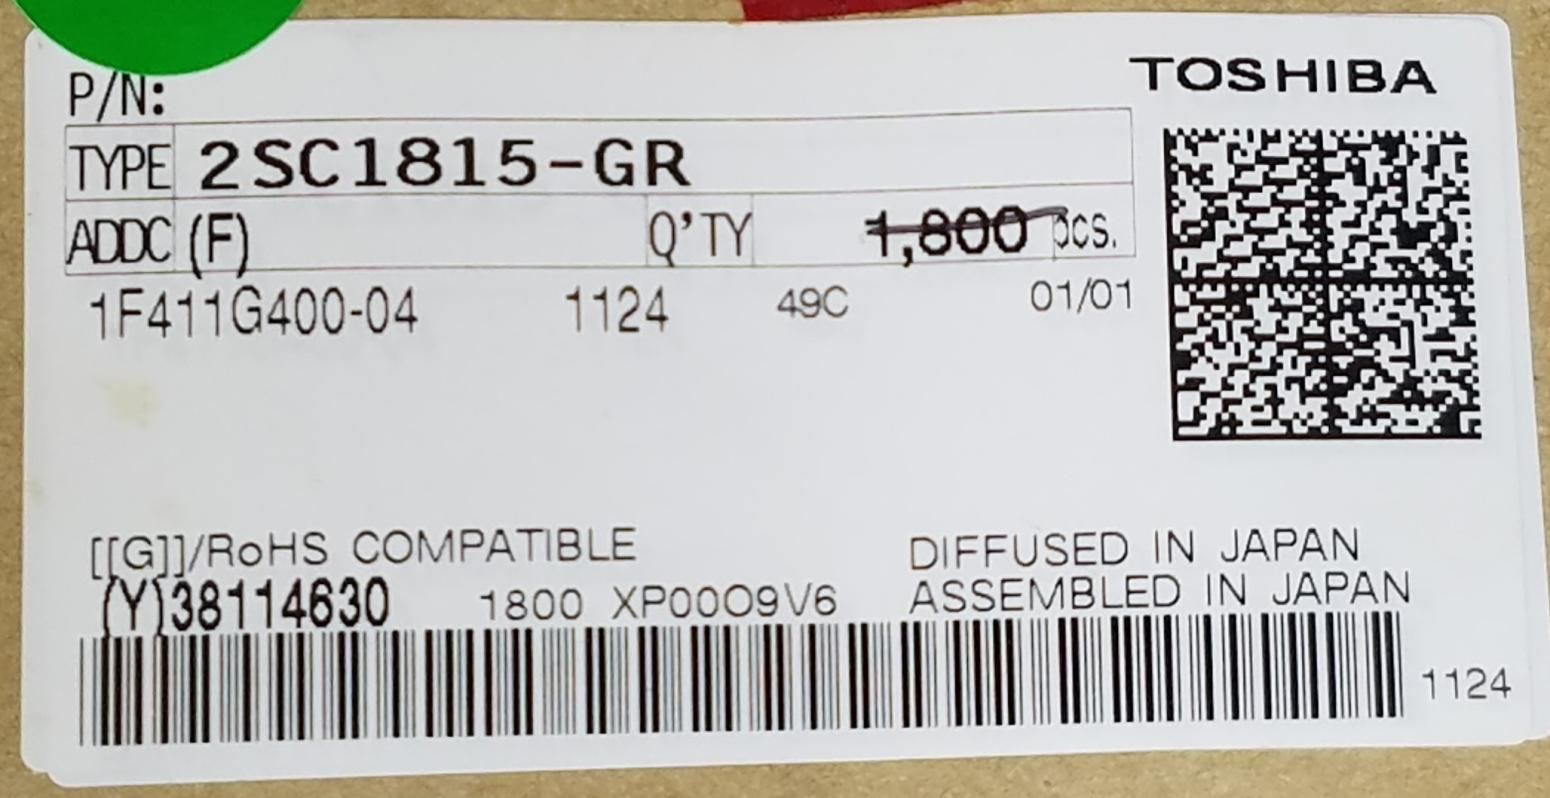 TOSHIBA
P/N:
TYPE 2SC1815-GR
ADDC (F) Q'TY 1,800 pcs.
1F411G400-04 1124 49C 01/01
[[G]]/RoHS COMPATIBLE DIFFUSED IN JAPAN
(Y)38114630 1800 XP00O9V6 ASSEMBLED IN JAPAN
1124